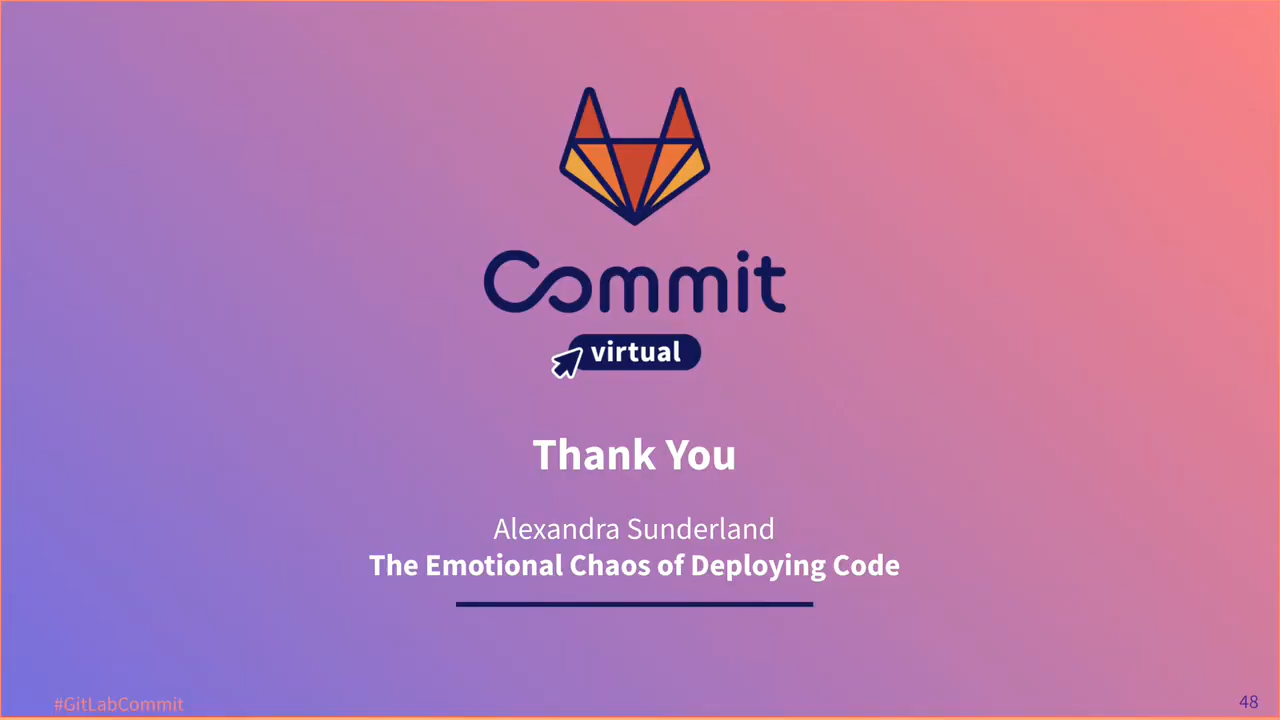 Commit
virtual
Thank You
Alexandra Sunderland
The Emotional Chaos of Deploying Code
#GitLabCommit
48